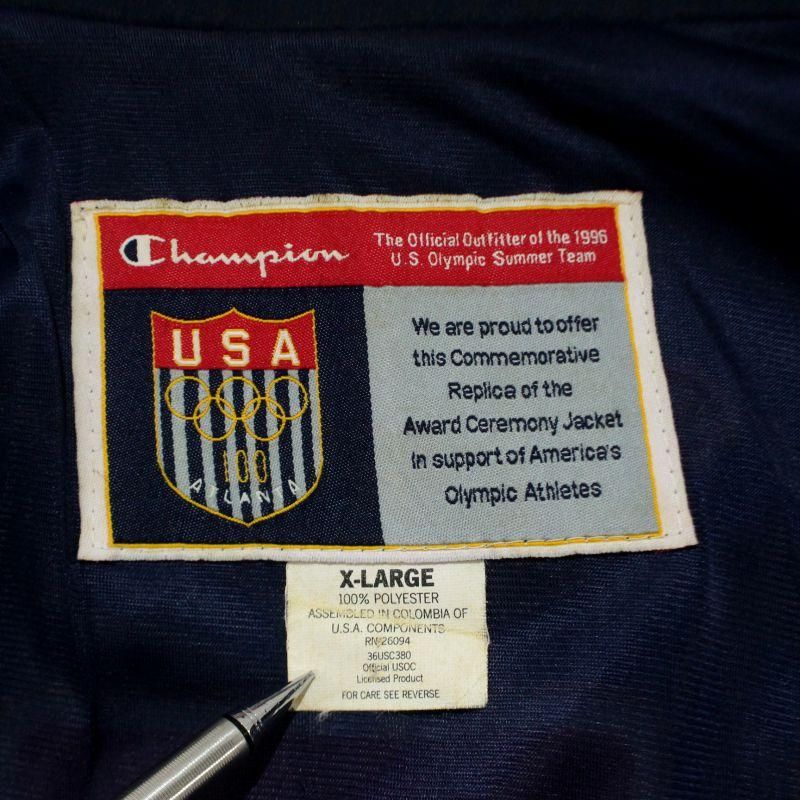 Champion
The Official Outfitter of the 1996
U.S. Olympic Summer Team
USA
100
ATLANTA
We are proud to offer
this Commemorative
Replica of the
Award Ceremony Jacket
in support of America's
Olympic Athletes
X-LARGE
100% POLYESTER
ASSEMBLED IN COLOMBIA OF
U.S.A. COMPONENTS
RN 26094
36USC380
Official USOC
Licensed Product
FOR CARE SEE REVERSE